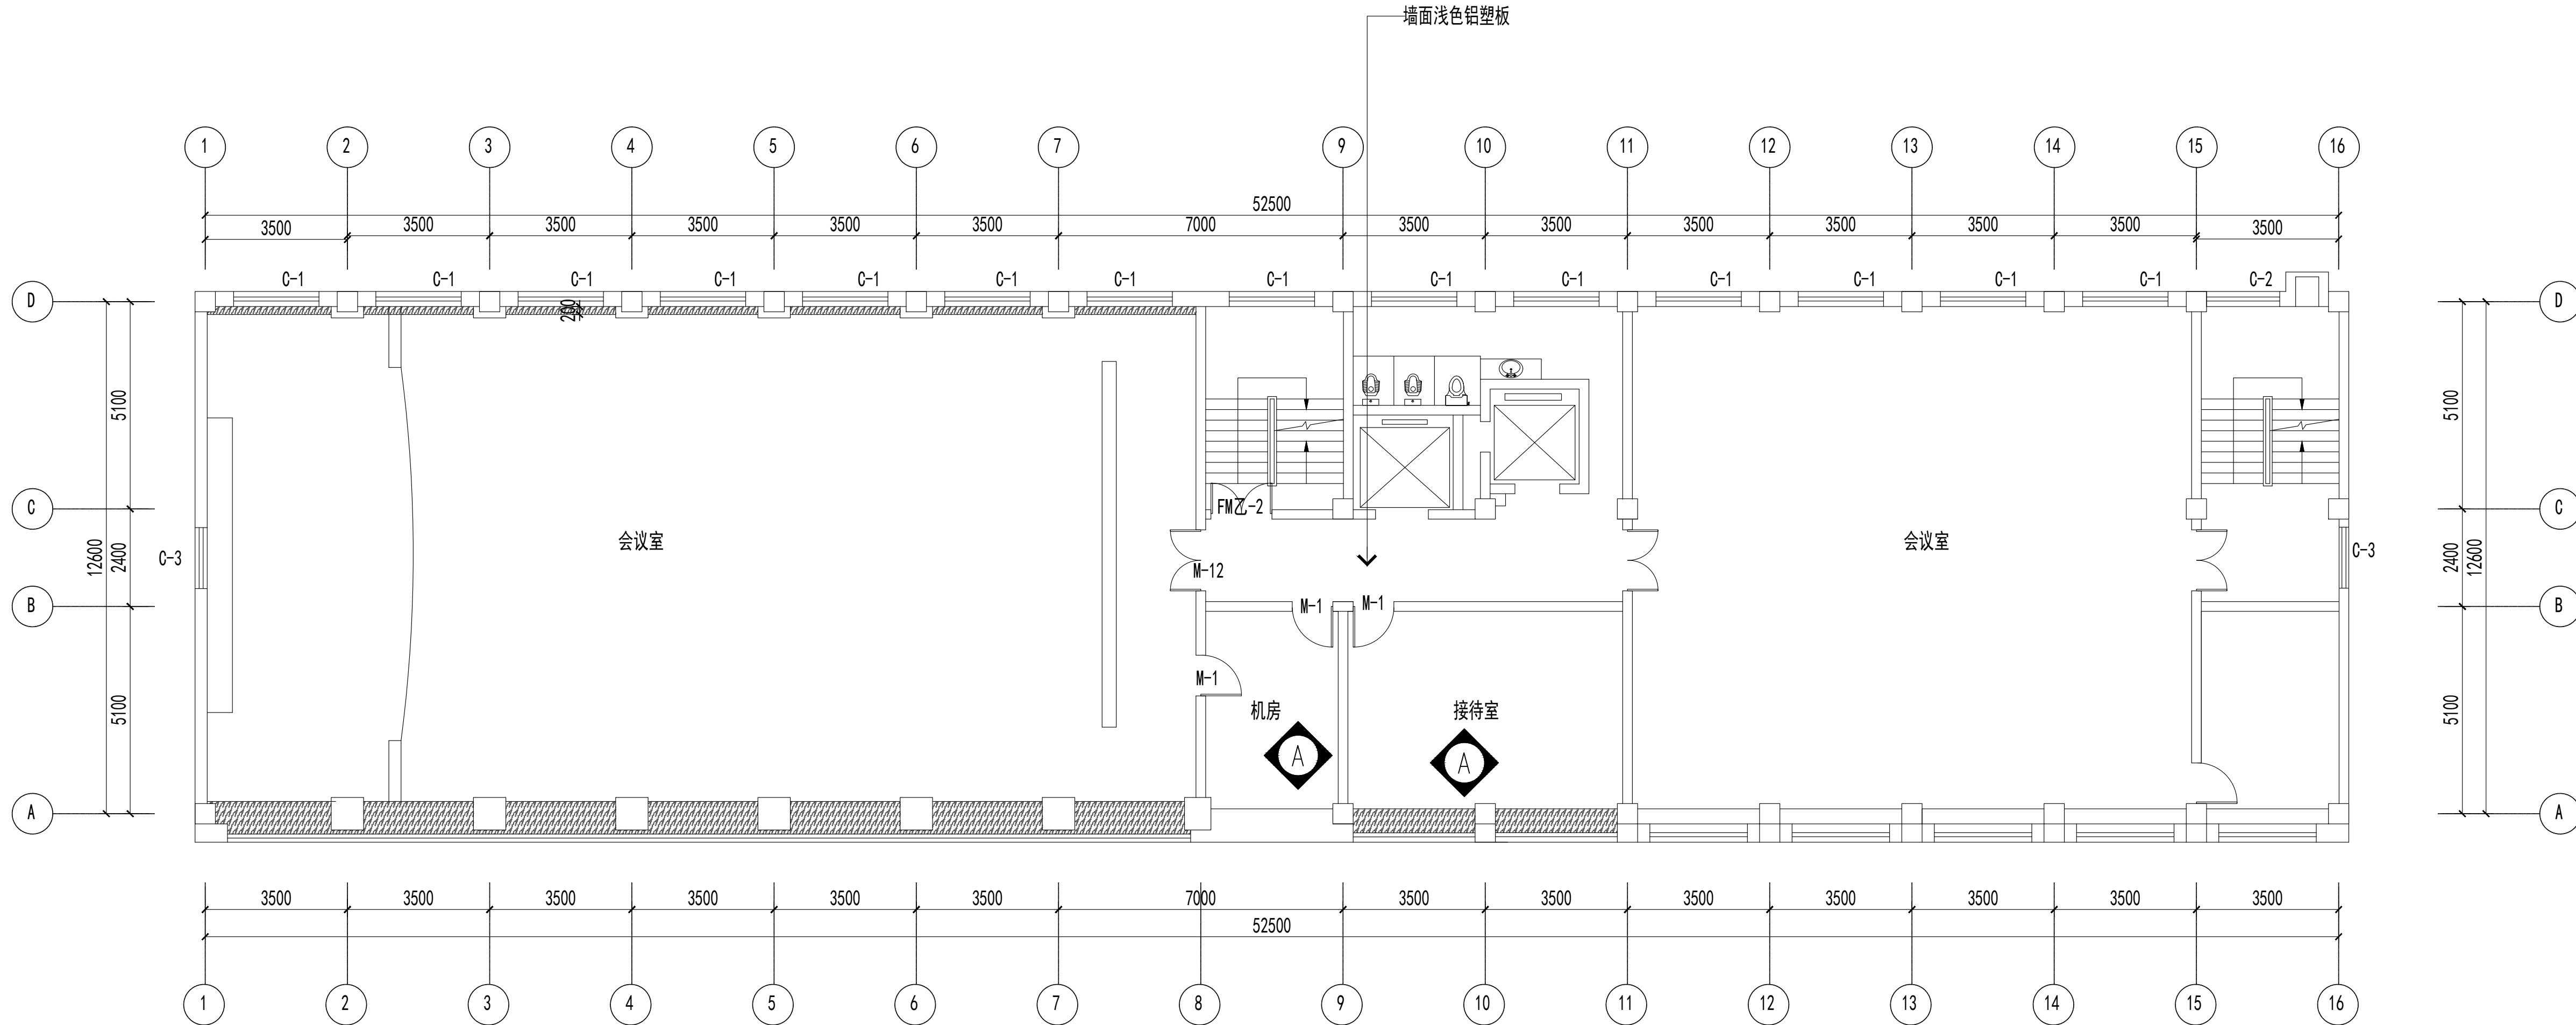 墙面浅色铝塑板
1 2 3 4 5 6 7 9 10 11 12 13 14 15 16
52500
3500 3500 3500 3500 3500 3500 7000 3500 3500 3500 3500 3500 3500 3500
C-1 C-1 C-1 C-1 C-1 C-1 C-1 C-1 C-1 C-1 C-1 C-1 C-1 C-1 C-2
D D
200
5100 5100
C FM乙-2 C
会议室 会议室
12600 2400 C-3 C-3 2400 12600
M-12
B M-1 M-1 B
M-1
5100 机房 接待室 5100
A A
A A
3500 3500 3500 3500 3500 3500 7000 3500 3500 3500 3500 3500 3500 3500
52500
1 2 3 4 5 6 7 8 9 10 11 12 13 14 15 16